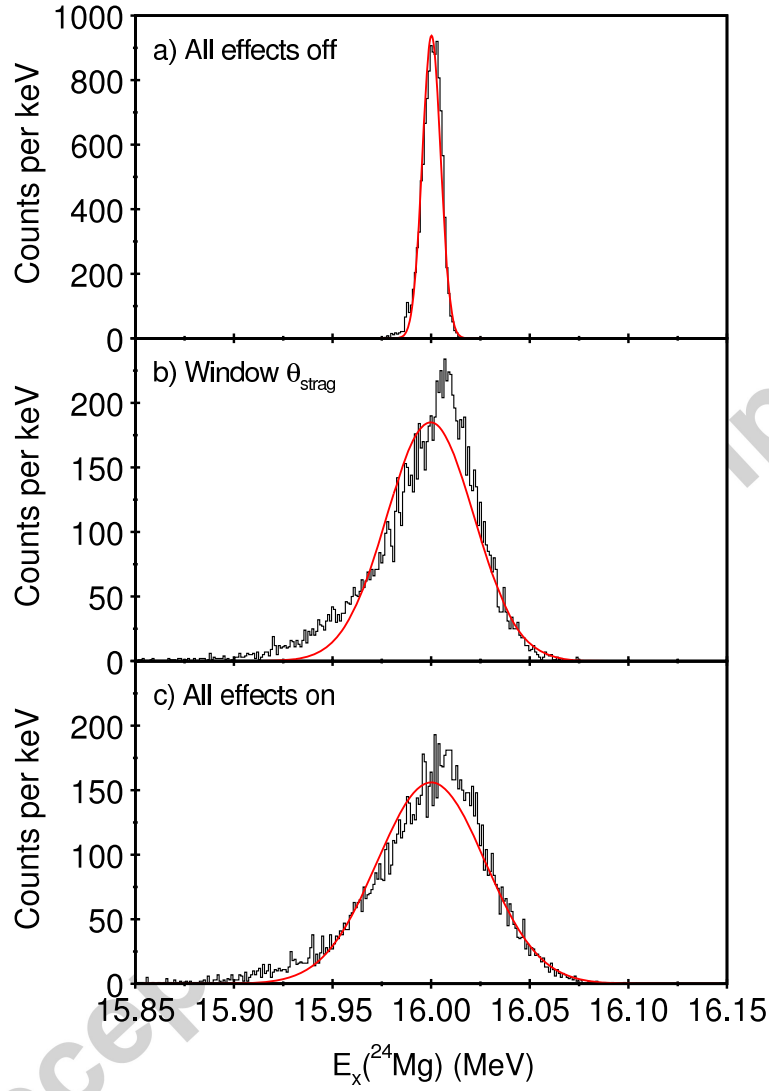 1000
a) All effects off
800
600
400
200
0
Counts per keV
b) Window θstrag
200
150
100
50
0
Counts per keV
c) All effects on
200
150
100
50
0
Counts per keV
15.85 15.90 15.95 16.00 16.05 16.10 16.15
Ex(24Mg) (MeV)